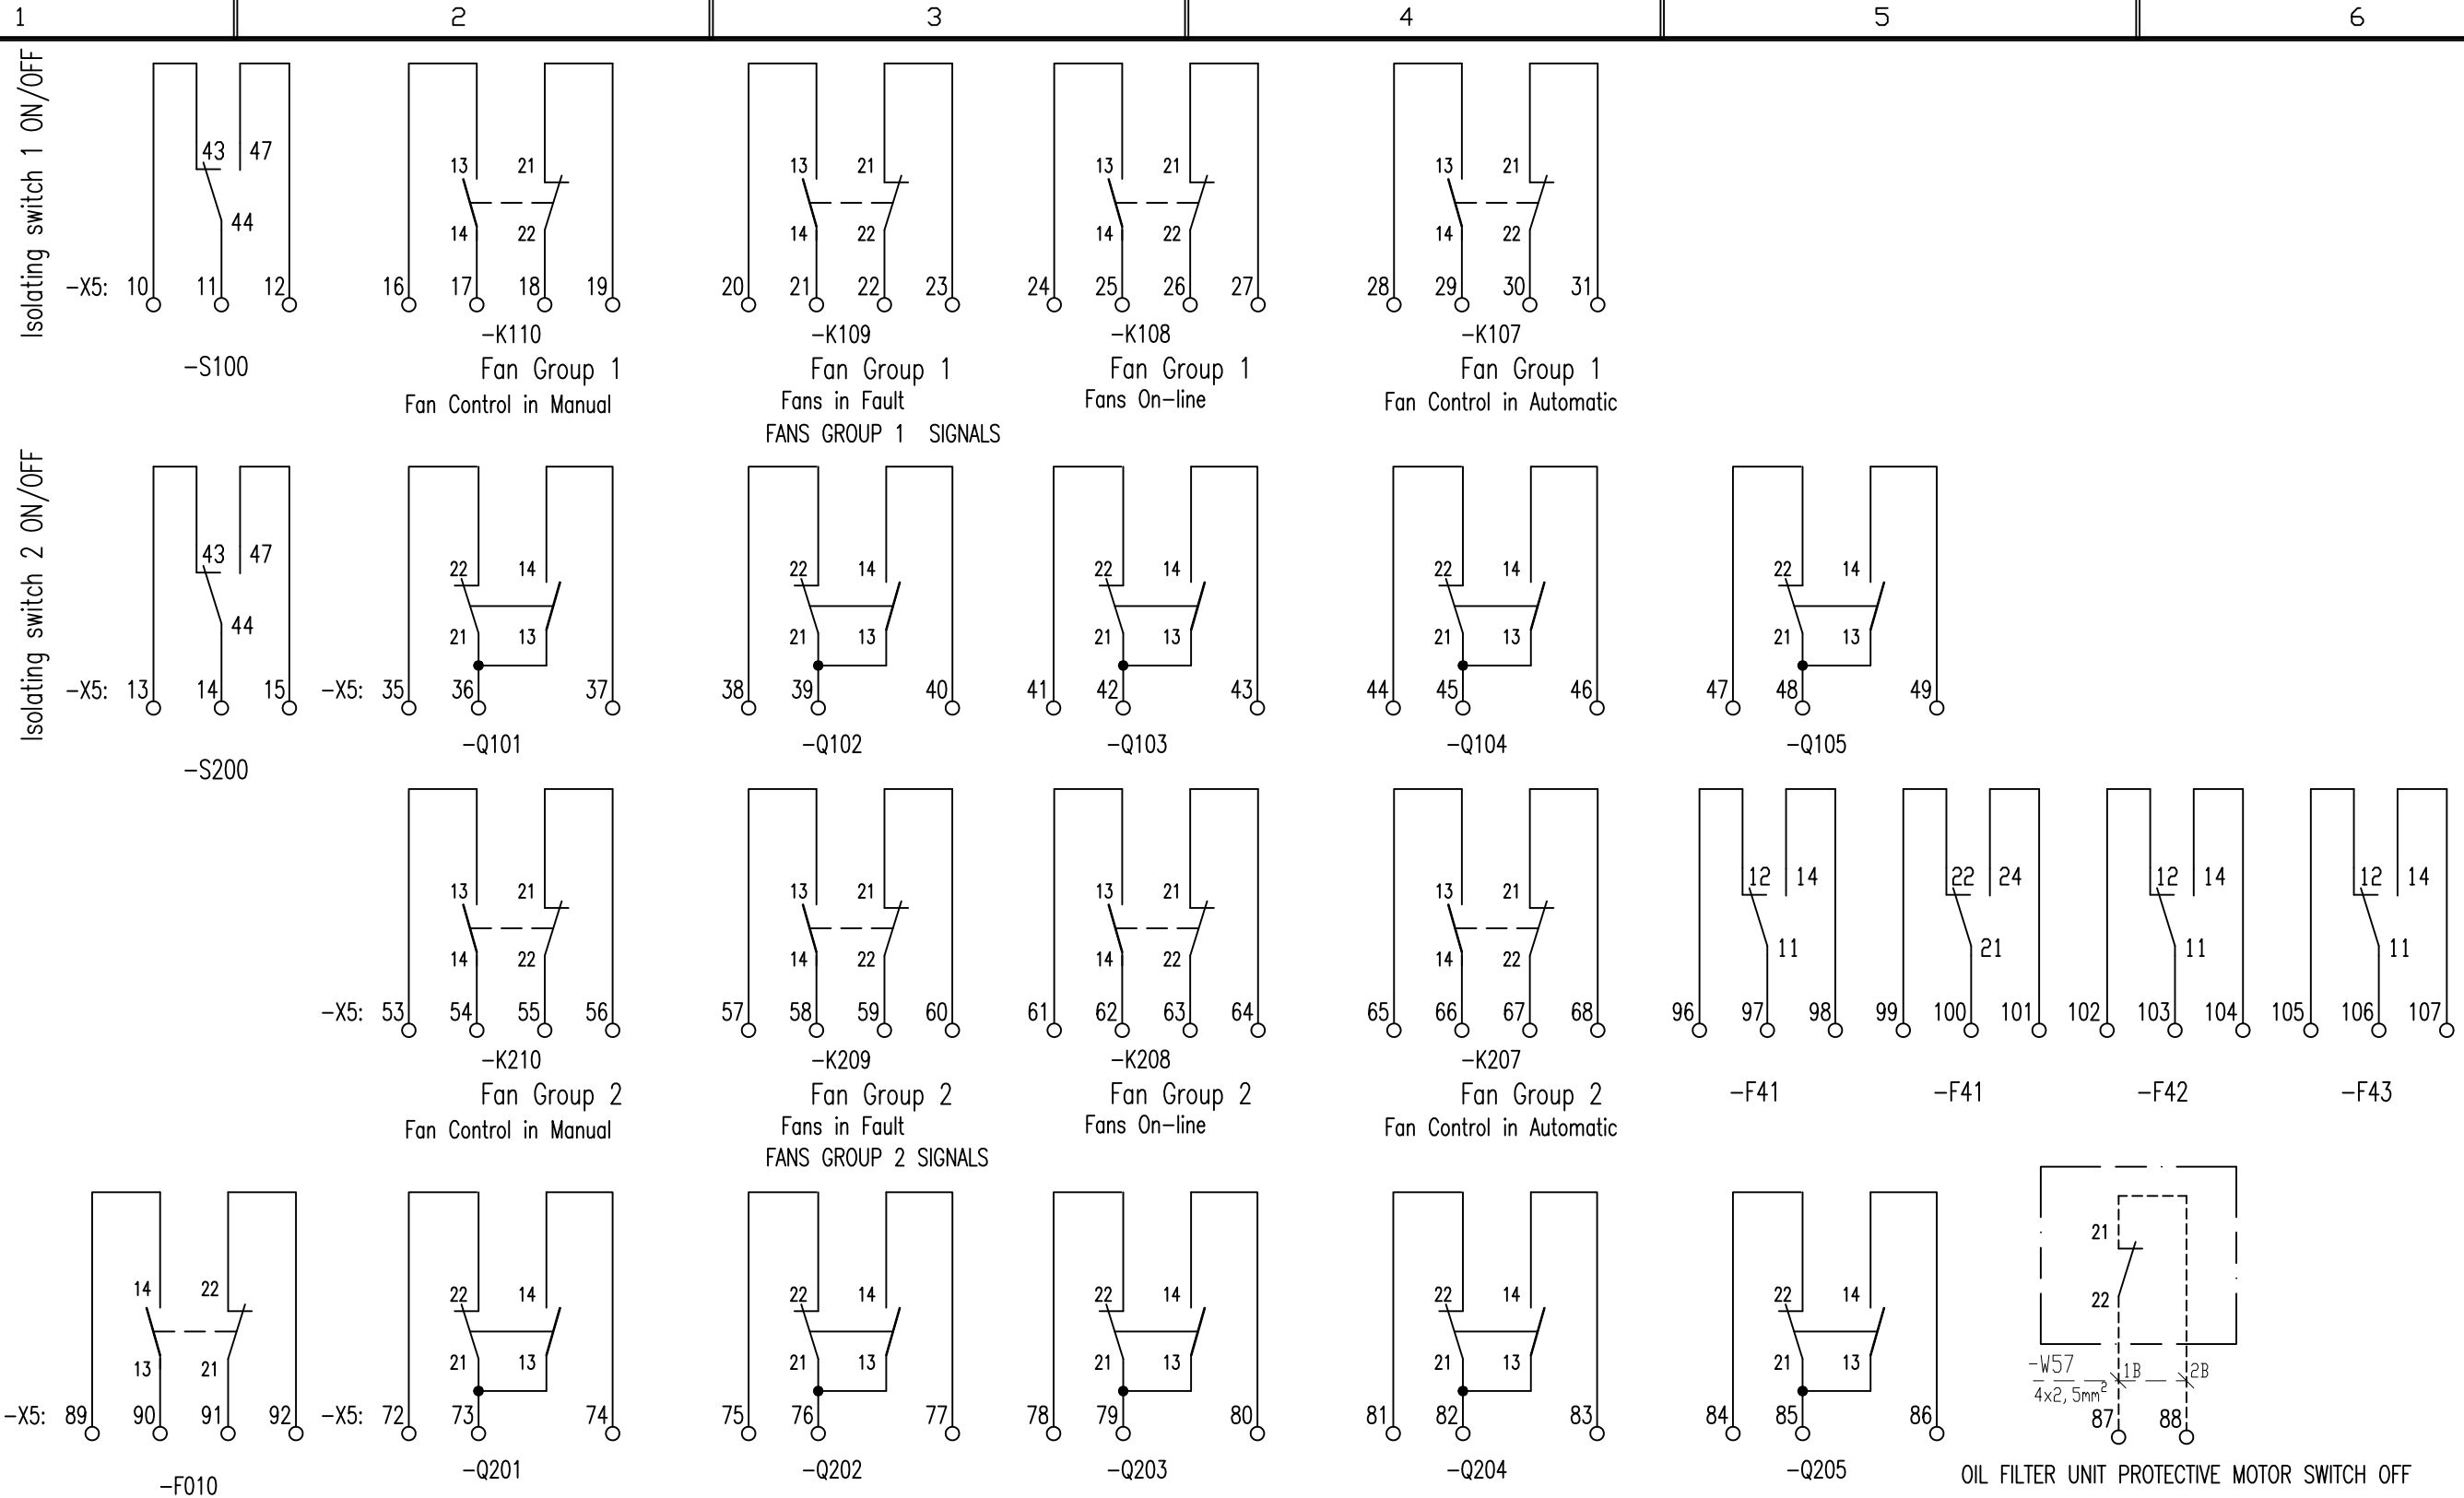 1 2 3 4 5 6
Isolating switch 1 ON/OFF
43 47
44
13 21 13 21 13 21 13 21
14 22 14 22 14 22 14 22
-X5: 10 11 12 16 17 18 19 20 21 22 23 24 25 26 27 28 29 30 31
-S100
-K110 -K109 -K108 -K107
Fan Group 1 Fan Group 1 Fan Group 1 Fan Group 1
Fan Control in Manual Fans in Fault Fans On-line Fan Control in Automatic
FANS GROUP 1 SIGNALS
Isolating switch 2 ON/OFF
43 47
44
22 14 22 14 22 14 22 14 22 14
21 13 21 13 21 13 21 13 21 13
-X5: 13 14 15 -X5: 35 36 37 38 39 40 41 42 43 44 45 46 47 48 49
-S200
-Q101 -Q102 -Q103 -Q104 -Q105
13 21 13 21 13 21 13 21 12 14 22 24 12 14 12 14
14 22 14 22 14 22 14 22 11 21 11 11
-X5: 53 54 55 56 57 58 59 60 61 62 63 64 65 66 67 68 96 97 98 99 100 101 102 103 104 105 106 107
-K210 -K209 -K208 -K207
Fan Group 2 Fan Group 2 Fan Group 2 Fan Group 2 -F41 -F41 -F42 -F43
Fan Control in Manual Fans in Fault Fans On-line Fan Control in Automatic
FANS GROUP 2 SIGNALS
14 22 22 14 22 14 22 14 22 14 22 14 21
13 21 21 13 21 13 21 13 21 13 21 13 22
-W57 1B 2B
4x2,5mm²
-X5: 89 90 91 92 -X5: 72 73 74 75 76 77 78 79 80 81 82 83 84 85 86 87 88
-F010 -Q201 -Q202 -Q203 -Q204 -Q205 OIL FILTER UNIT PROTECTIVE MOTOR SWITCH OFF